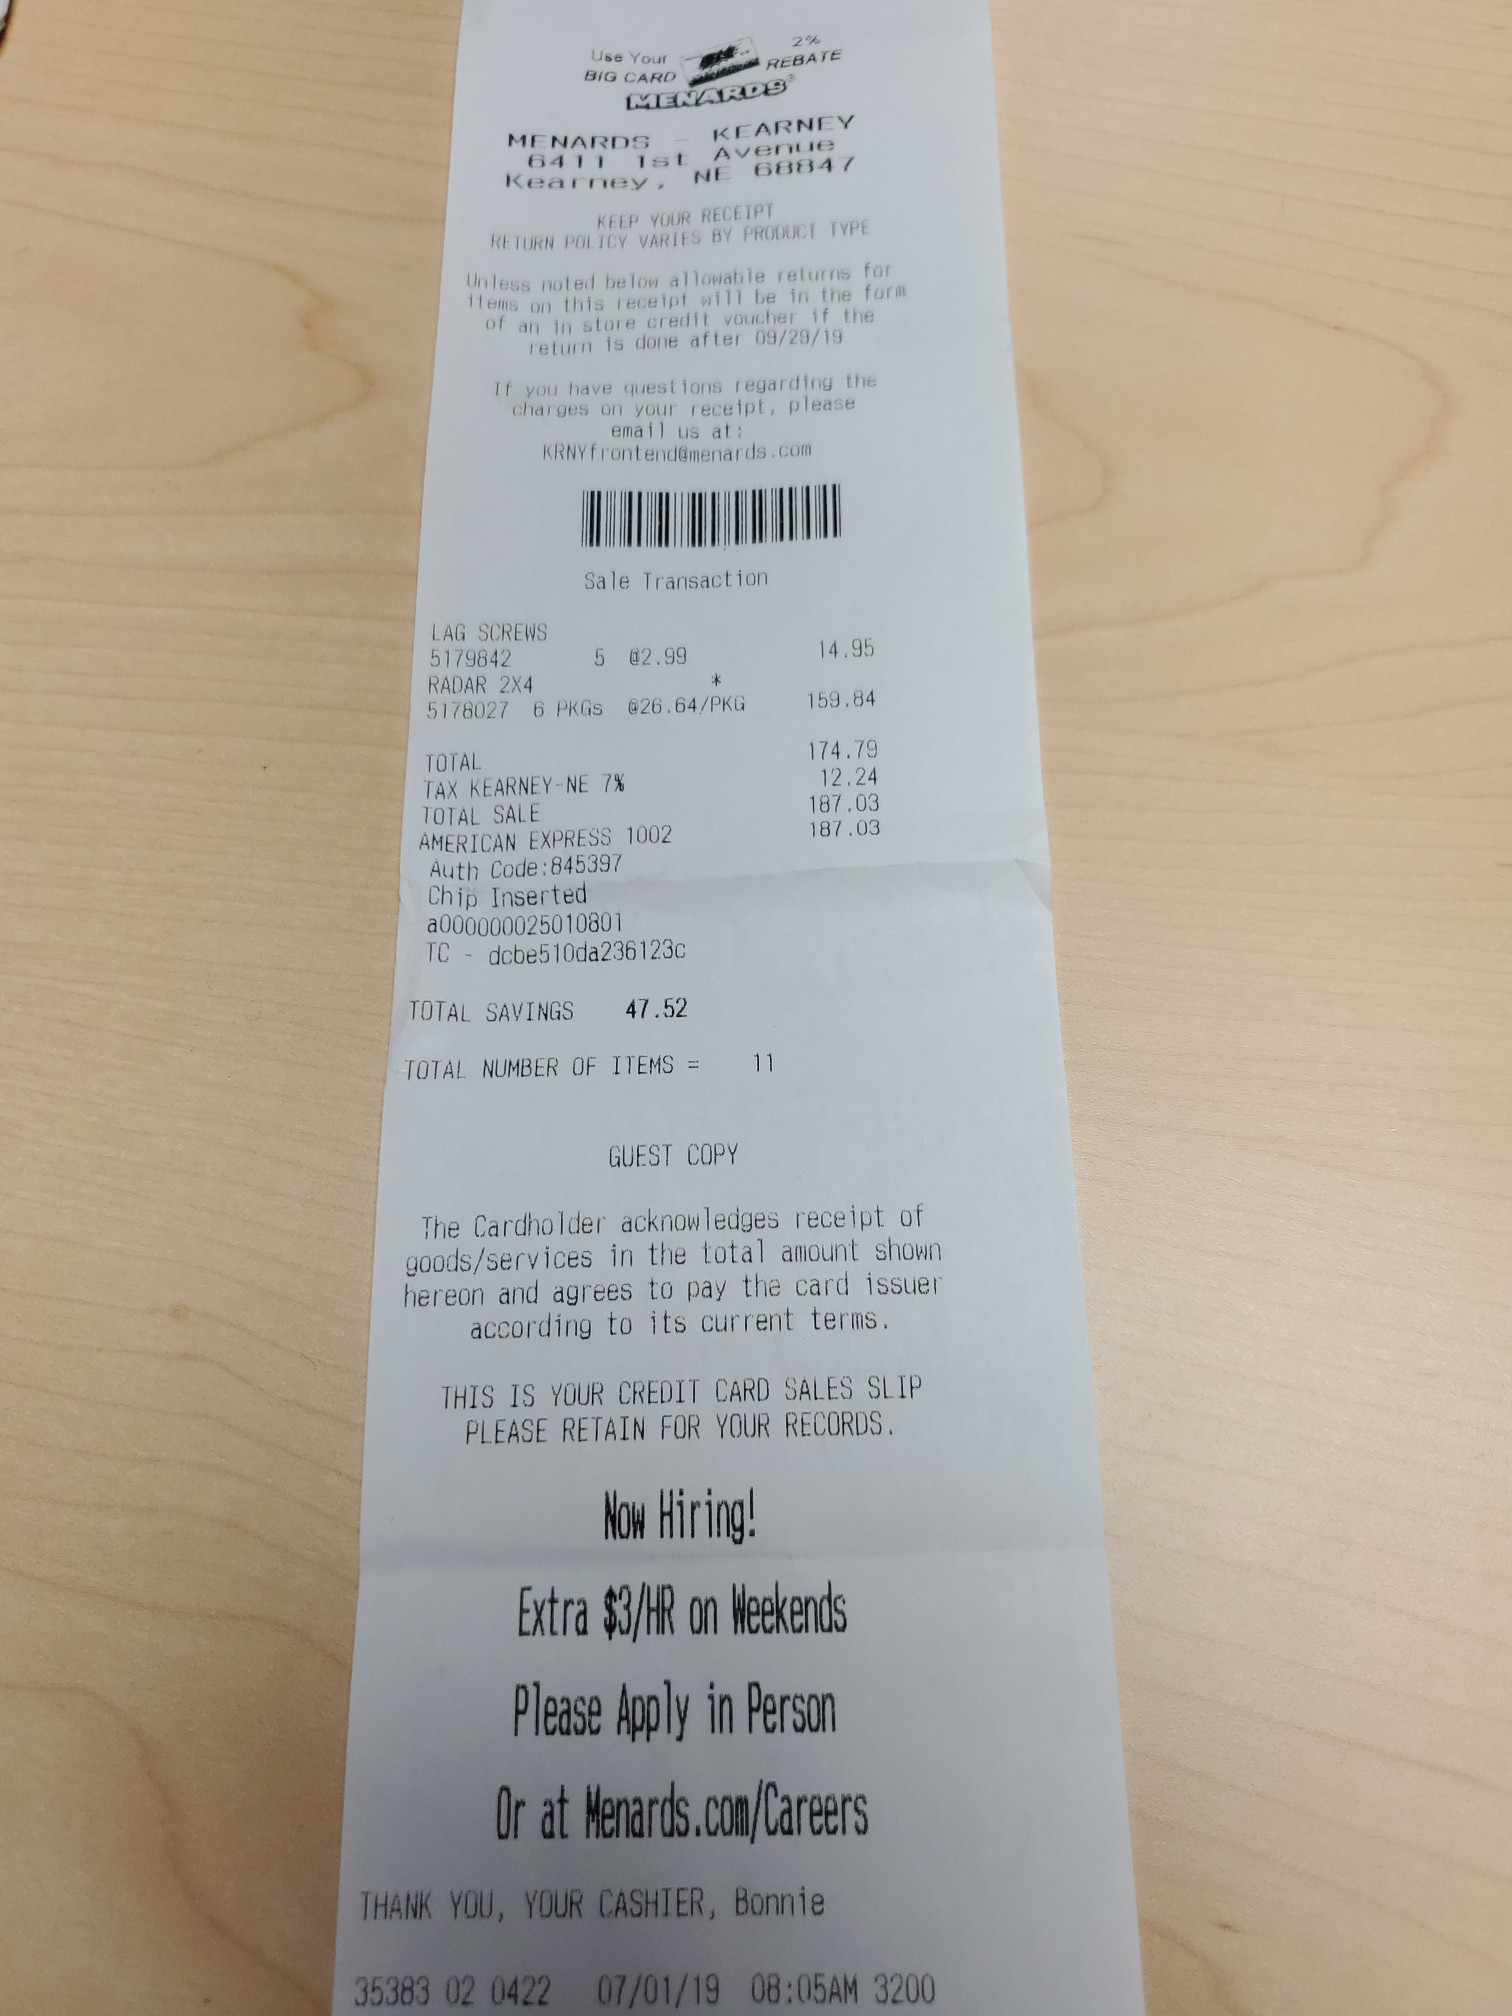 Use Your 2%
BIG CARD REBATE
MENARDS®
MENARDS - KEARNEY
6411 1st Avenue
Kearney, NE 68847
KEEP YOUR RECEIPT
RETURN POLICY VARIES BY PRODUCT TYPE
Unless noted below allowable returns for
items on this receipt will be in the form
of an in store credit voucher if the
return is done after 09/29/19
If you have questions regarding the
charges on your receipt, please
email us at:
KRNYfrontend@menards.com
Sale Transaction
LAG SCREWS
5179842 5 @2.99 14.95
RADAR 2X4 *
5178027 6 PKGs @26.64/PKG 159.84
TOTAL 174.79
TAX KEARNEY-NE 7% 12.24
TOTAL SALE 187.03
AMERICAN EXPRESS 1002 187.03
Auth Code:845397
Chip Inserted
a000000025010801
TC - dcbe510da236123c
TOTAL SAVINGS 47.52
TOTAL NUMBER OF ITEMS = 11
GUEST COPY
The Cardholder acknowledges receipt of
goods/services in the total amount shown
hereon and agrees to pay the card issuer
according to its current terms.
THIS IS YOUR CREDIT CARD SALES SLIP
PLEASE RETAIN FOR YOUR RECORDS.
Now Hiring!
Extra $3/HR on Weekends
Please Apply in Person
Or at Menards.com/Careers
THANK YOU, YOUR CASHIER, Bonnie
35383 02 0422 07/01/19 08:05AM 3200